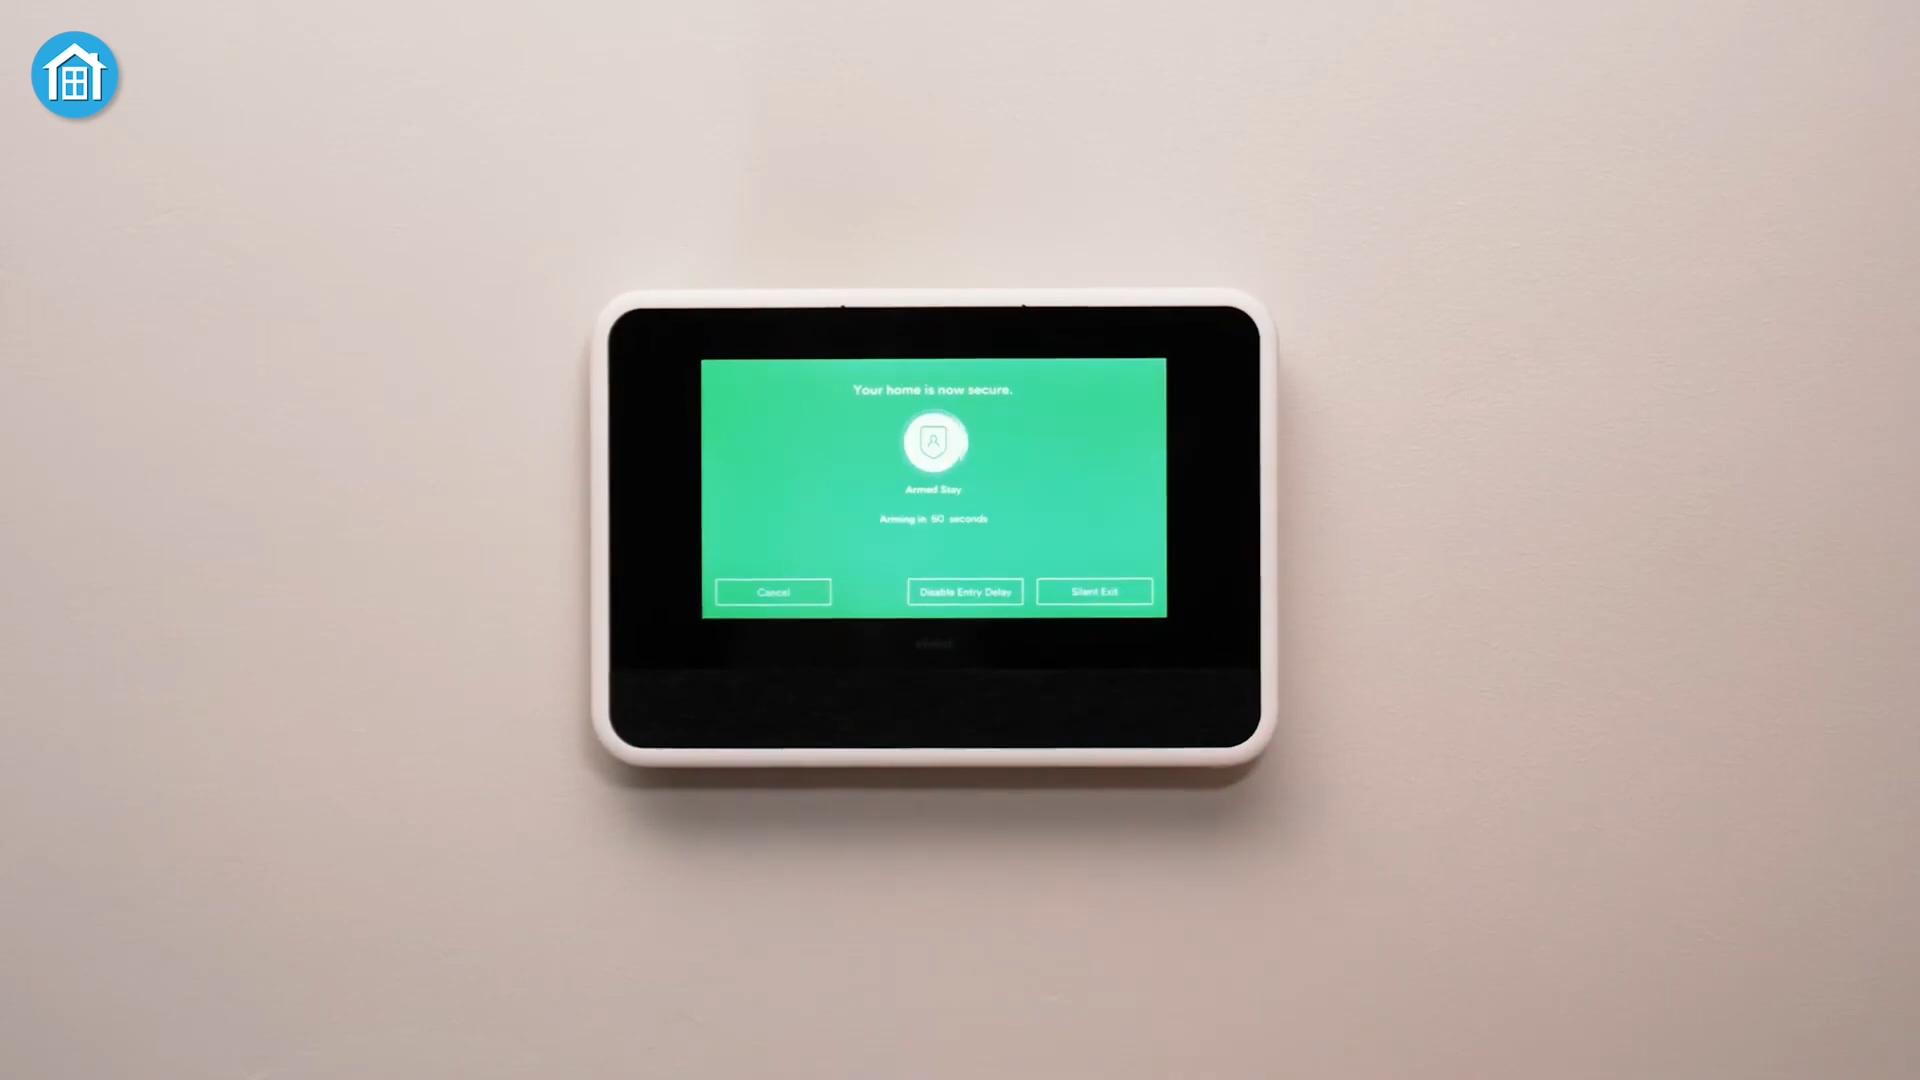 Your home is now secure.
Armed Stay
Arming in 60 seconds
Cancel
Disable Entry Delay
Silent Exit